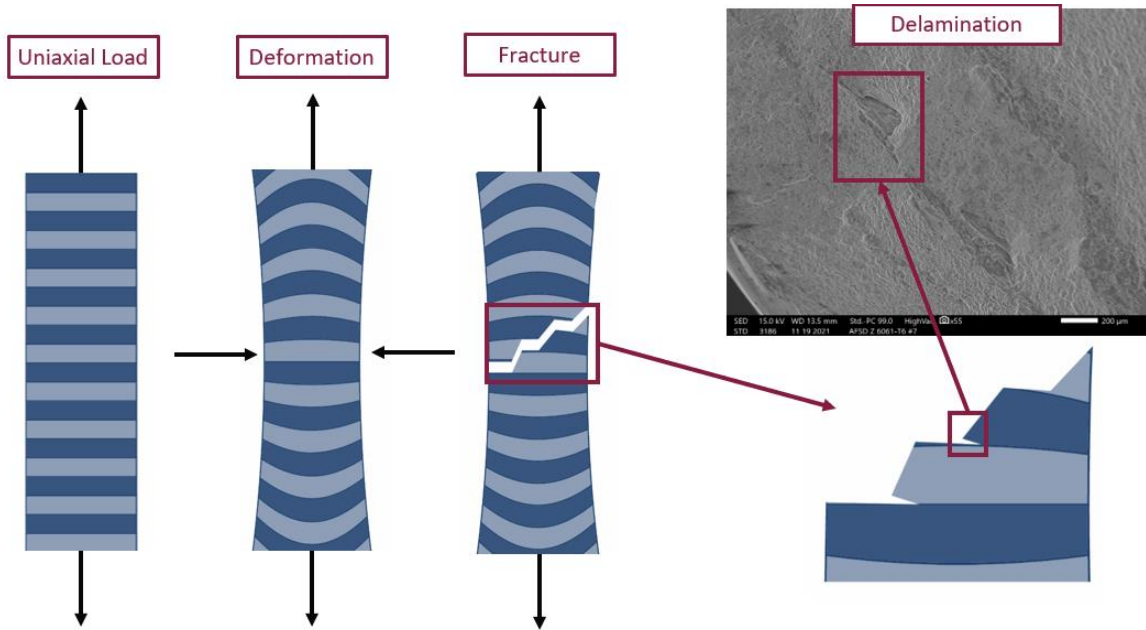 Uniaxial Load
Deformation
Fracture
Delamination
SED 15.0 kV WD 13.5 mm Std.-PC 99.0 HighVac. x55 200 µm
STD 3186 11 19 2021 AFSD Z 6061-T6 #7